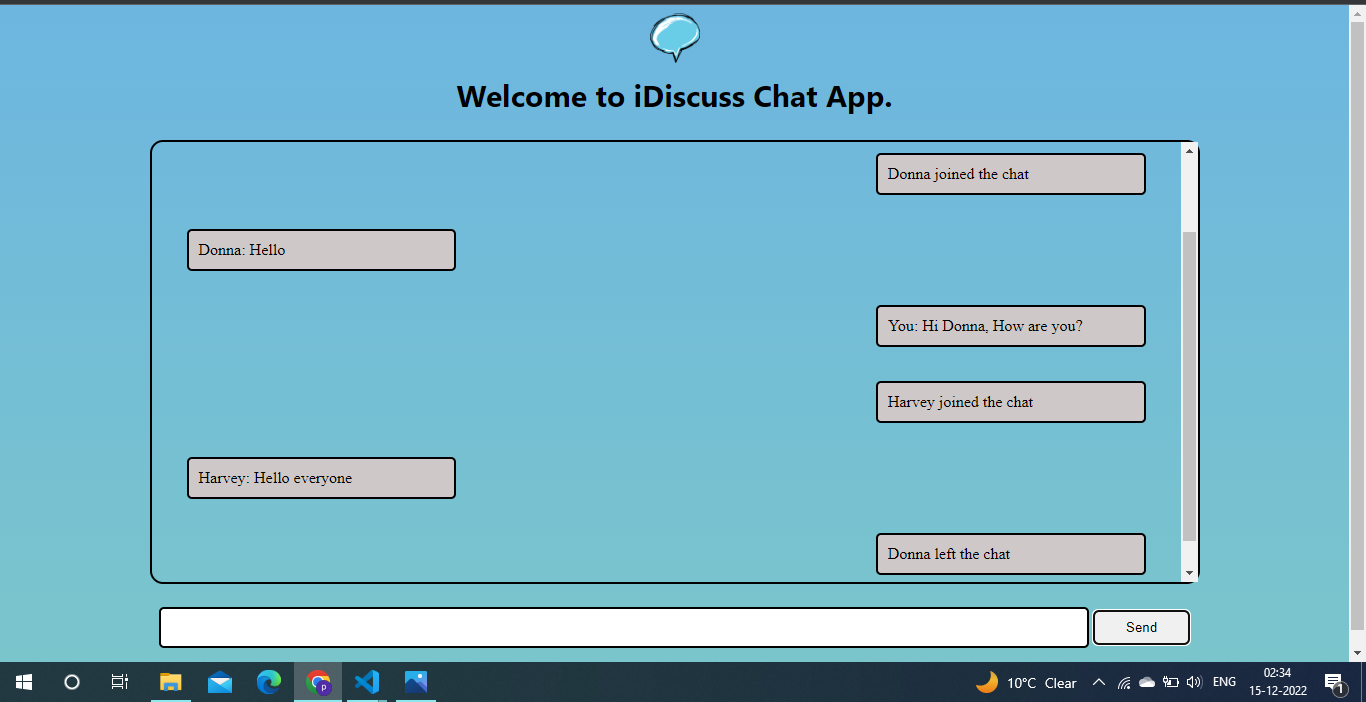 Welcome to iDiscuss Chat App.
Donna joined the chat
Donna: Hello
You: Hi Donna, How are you?
Harvey joined the chat
Harvey: Hello everyone
Donna left the chat
Send
p
10°C Clear
ENG
02:34
15-12-2022
1